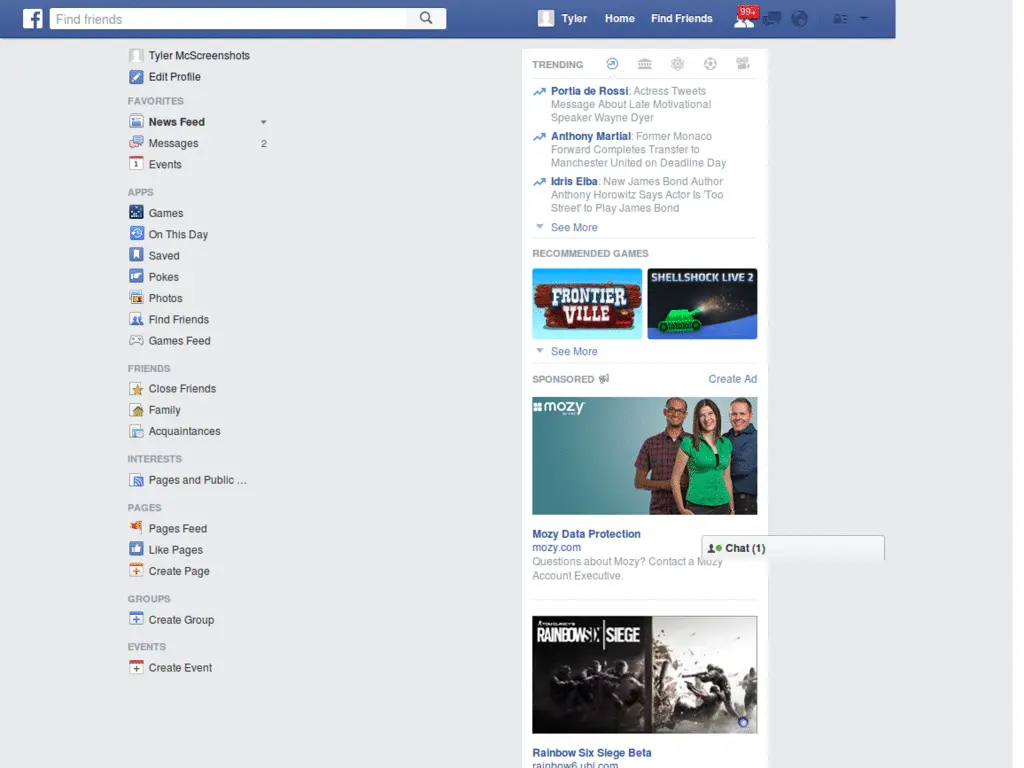 f
Find friends
Tyler
Home
Find Friends
99+
Tyler McScreenshots
Edit Profile
FAVORITES
News Feed
Messages 2
1 Events
APPS
Games
On This Day
Saved
Pokes
Photos
Find Friends
Games Feed
FRIENDS
Close Friends
Family
Acquaintances
INTERESTS
Pages and Public ...
PAGES
Pages Feed
Like Pages
Create Page
GROUPS
Create Group
EVENTS
Create Event
TRENDING
Portia de Rossi: Actress Tweets
Message About Late Motivational
Speaker Wayne Dyer
Anthony Martial: Former Monaco
Forward Completes Transfer to
Manchester United on Deadline Day
Idris Elba: New James Bond Author
Anthony Horowitz Says Actor Is 'Too
Street' to Play James Bond
See More
RECOMMENDED GAMES
FRONTIER
VILLE
SHELLSHOCK LIVE 2
See More
SPONSORED
Create Ad
mozy
Mozy Data Protection
mozy.com
Questions about Mozy? Contact a Mozy
Account Executive.
Chat (1)
TOM CLANCY'S
RAINBOW SIX | SIEGE
Rainbow Six Siege Beta
rainbow6.ubi.com